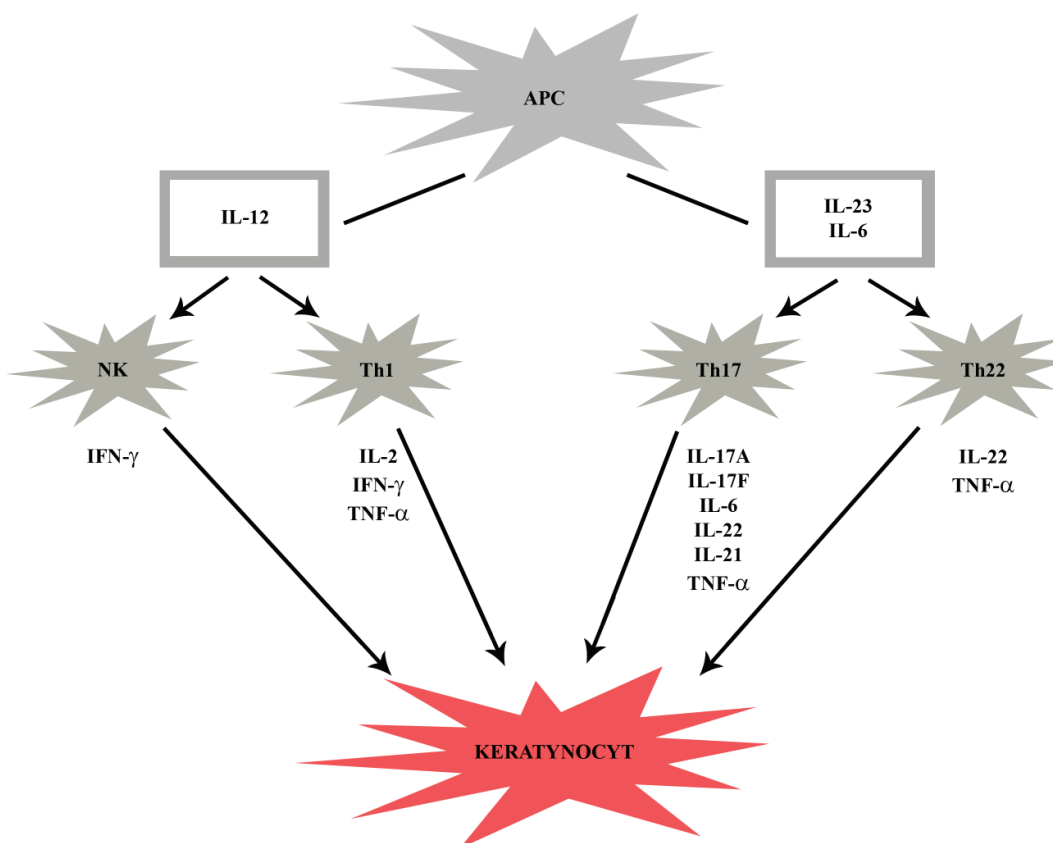 APC
IL-12
IL-23
IL-6
NK
Th1
Th17
Th22
IFN-γ
IL-2
IFN-γ
TNF-α
IL-17A
IL-17F
IL-6
IL-22
IL-21
TNF-α
IL-22
TNF-α
KERATYNOCYT